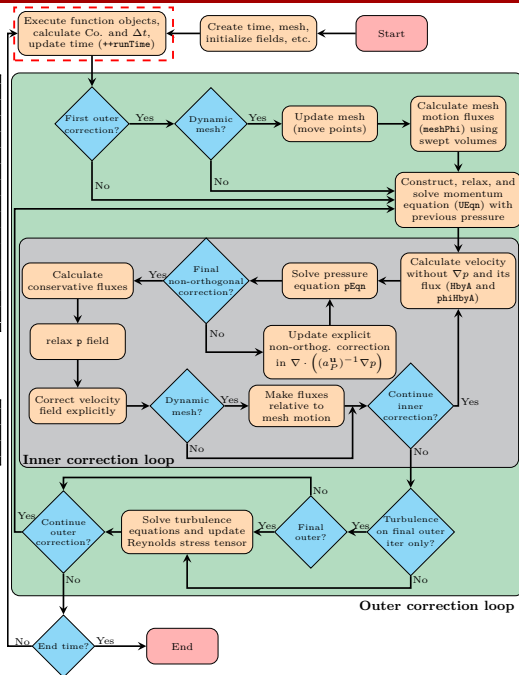 Execute function objects,
calculate Co. and Δt,
update time (++runTime)
Create time, mesh,
initialize fields, etc.
Start
First outer
correction?
Yes
Dynamic
mesh?
Yes
Update mesh
(move points)
Calculate mesh
motion fluxes
(meshPhi) using
swept volumes
No
No
Construct, relax, and
solve momentum
equation (UEqn) with
previous pressure
Calculate
conservative fluxes
Yes
Final
non-orthogonal
correction?
Solve pressure
equation pEqn
Calculate velocity
without ∇p and its
flux (HbyA and
phiHbyA)
No
relax p field
Update explicit
non-orthog. correction
in ∇ · ((a_P^u)^{-1} ∇p)
Correct velocity
field explicitly
Dynamic
mesh?
Yes
Make fluxes
relative to
mesh motion
Continue
inner
correction?
Yes
No
No
Inner correction loop
No
Continue
outer
correction?
Yes
Solve turbulence
equations and update
Reynolds stress tensor
Yes
Final
outer?
Yes
Turbulence
on final outer
iter only?
No
No
Outer correction loop
No
End time?
Yes
End